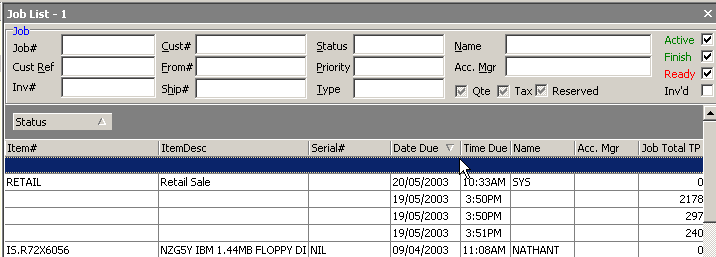 Job List - 1
Job
Job# Cust# Status Name Active
Cust Ref From# Priority Acc. Mgr Finish
Inv# Ship# Type Qte Tax Reserved Ready
Inv'd
Status
Item# ItemDesc Serial# Date Due Time Due Name Acc. Mgr Job Total TP
RETAIL Retail Sale 20/05/2003 10:33AM SYS 0
19/05/2003 3:50PM 2178
19/05/2003 3:50PM 297
19/05/2003 3:51PM 240
IS.R72X6056 NZG5Y IBM 1.44MB FLOPPY DI NIL 09/04/2003 11:08AM NATHANT 0